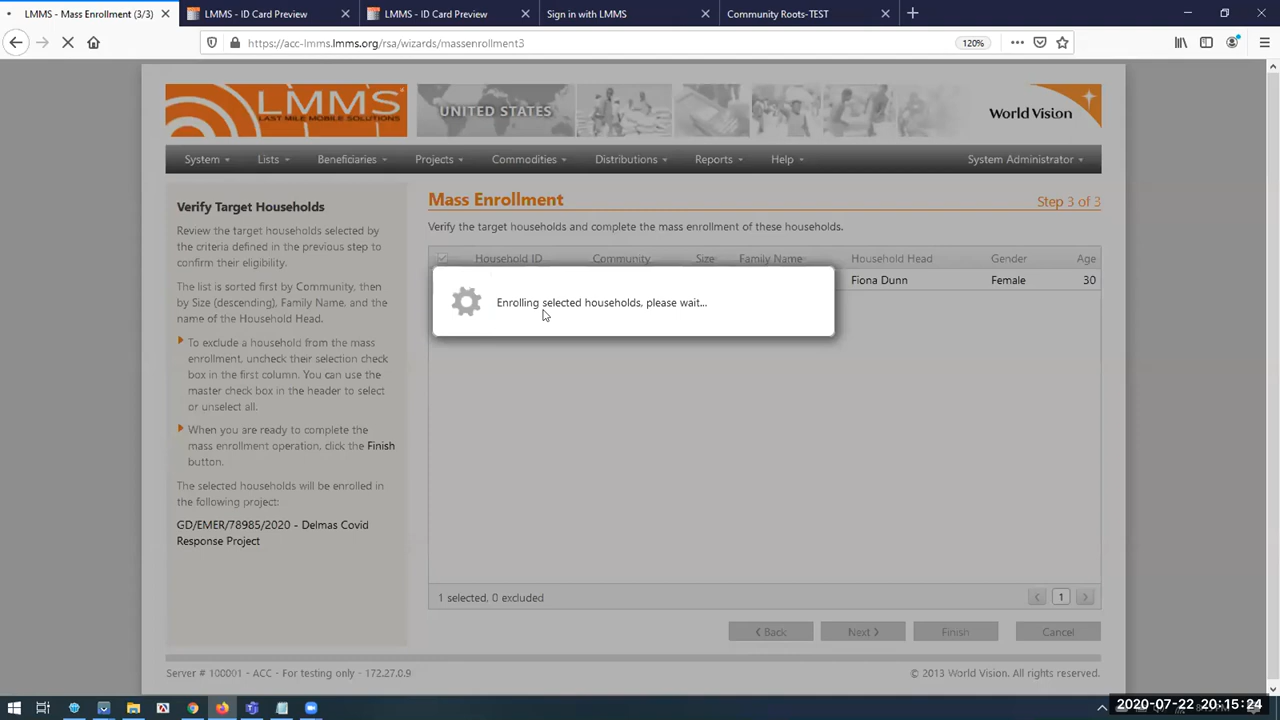 LMMS - Mass Enrollment (3/3)
LMMS - ID Card Preview
LMMS - ID Card Preview
Sign in with LMMS
Community Roots-TEST
https://acc-lmms.lmms.org/rsa/wizards/massenrollment3
120%
LMMS
LAST MILE MOBILE SOLUTIONS
UNITED STATES
World Vision
System Lists Beneficiaries Projects Commodities Distributions Reports Help System Administrator
Verify Target Households
Review the target households selected by
the criteria defined in the previous step to
confirm their eligibility.
The list is sorted first by Community, then
by Size (descending), Family Name, and the
name of the Household Head.
To exclude a household from the mass
enrollment, uncheck their selection check
box in the first column. You can use the
master check box in the header to select
or unselect all.
When you are ready to complete the
mass enrollment operation, click the Finish
button.
The selected households will be enrolled in
the following project:
GD/EMER/78985/2020 - Delmas Covid
Response Project
Mass Enrollment
Step 3 of 3
Verify the target households and complete the mass enrollment of these households.
Household ID Community Size Family Name Household Head Gender Age
Fiona Dunn Female 30
Enrolling selected households, please wait...
1 selected, 0 excluded
1
Back
Next
Finish
Cancel
Server # 100001 - ACC - For testing only - 172.27.0.9
© 2013 World Vision. All rights reserved.
2020-07-22 20:15:24